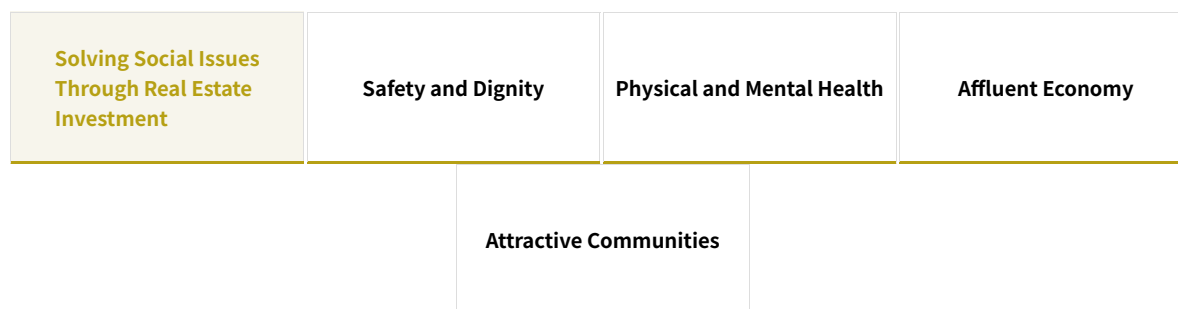 Solving Social Issues
Through Real Estate
Investment
Safety and Dignity
Physical and Mental Health
Affluent Economy
Attractive Communities